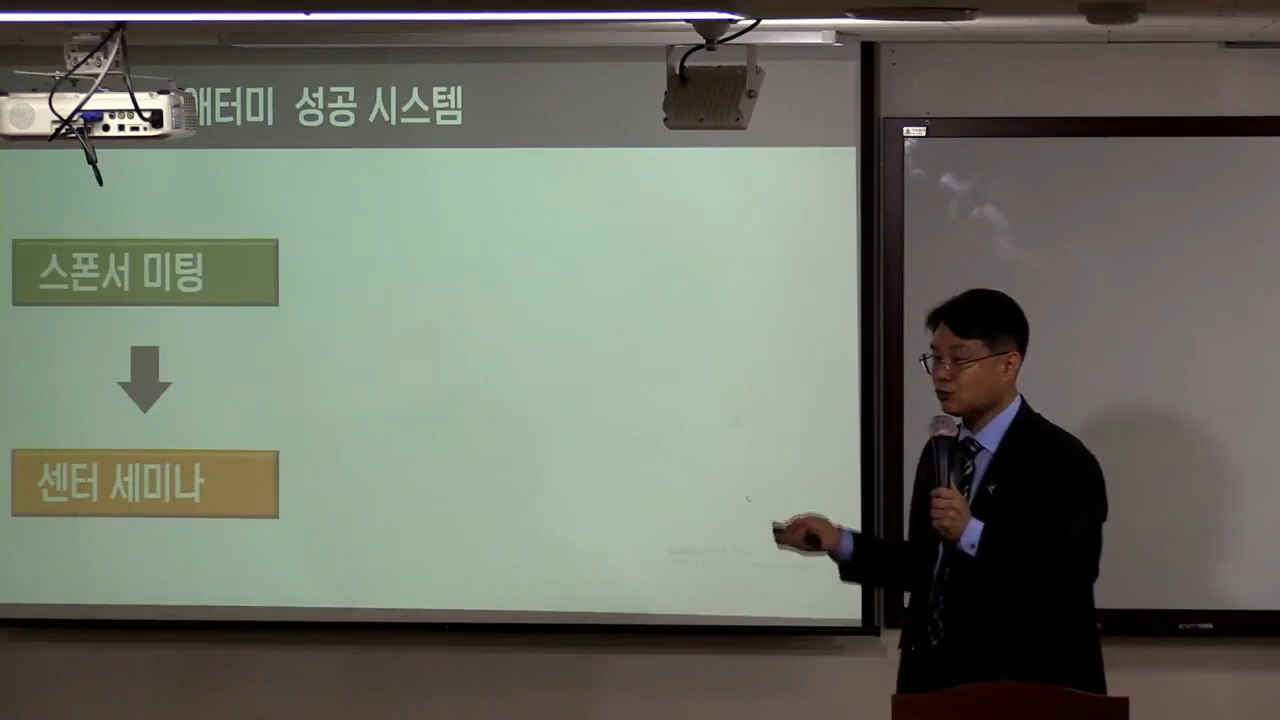 애터미 성공 시스템
스폰서 미팅
센터 세미나